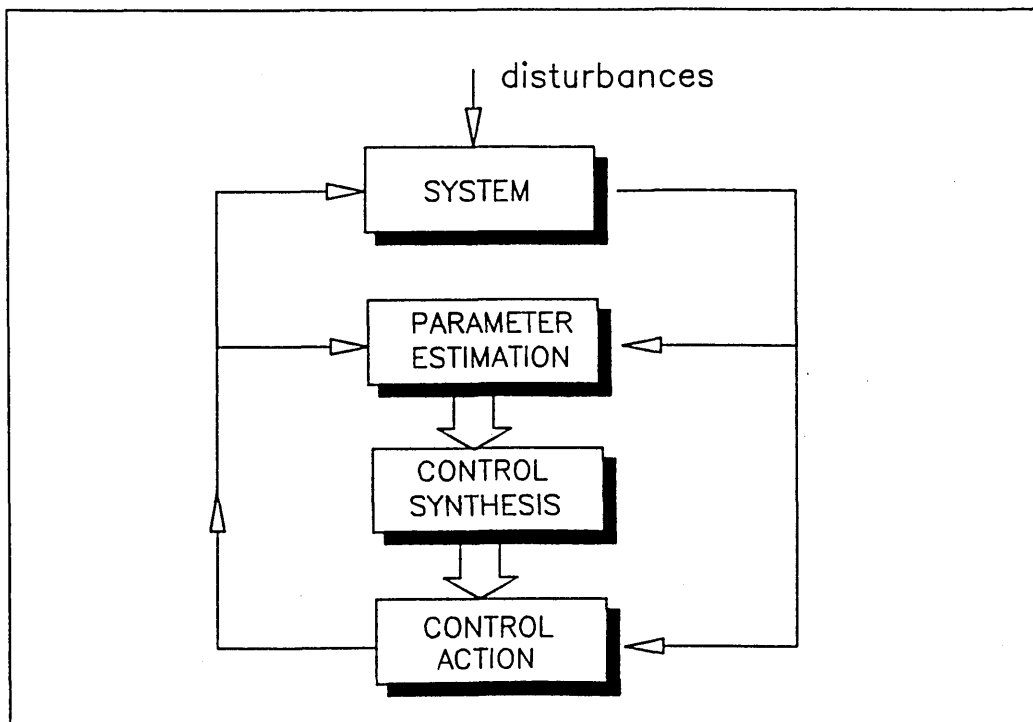 disturbances
SYSTEM
PARAMETER
ESTIMATION
CONTROL
SYNTHESIS
CONTROL
ACTION